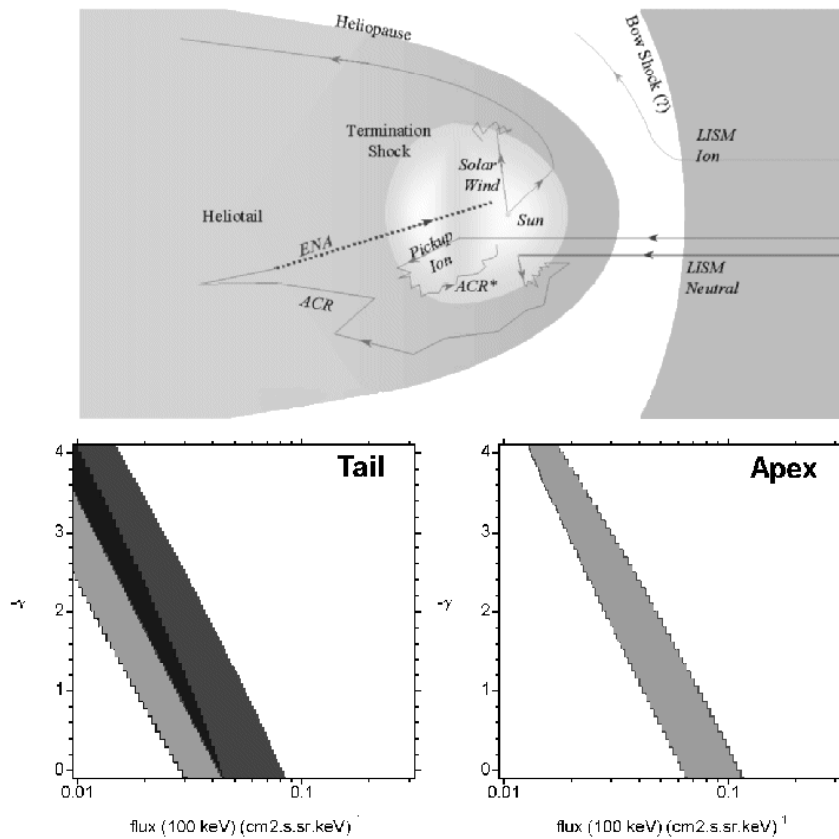 Heliopause
Bow Shock (?)
Termination
Shock
LISM
Ion
Solar
Wind
Heliotail
ENA
Sun
Pickup
Ion
LISM
Neutral
ACR*
ACR
4
3
2
1
0
-γ
Tail
0.01
0.1
flux (100 keV) (cm2.s.sr.keV)-
4
3
2
1
0
-γ
Apex
0.01
0.1
flux (100 keV) (cm2.s.sr.keV)-1